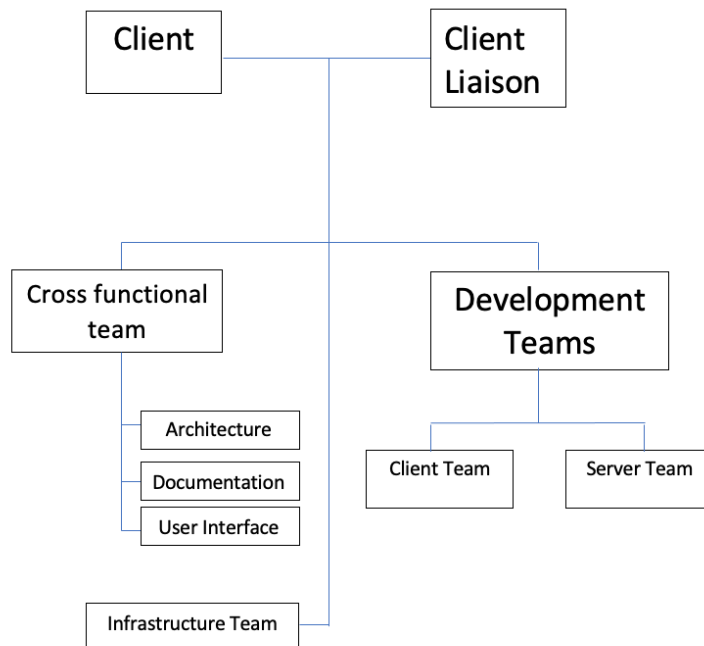 Client
Client
Liaison
Cross functional
team
Development
Teams
Architecture
Documentation
User Interface
Client Team
Server Team
Infrastructure Team